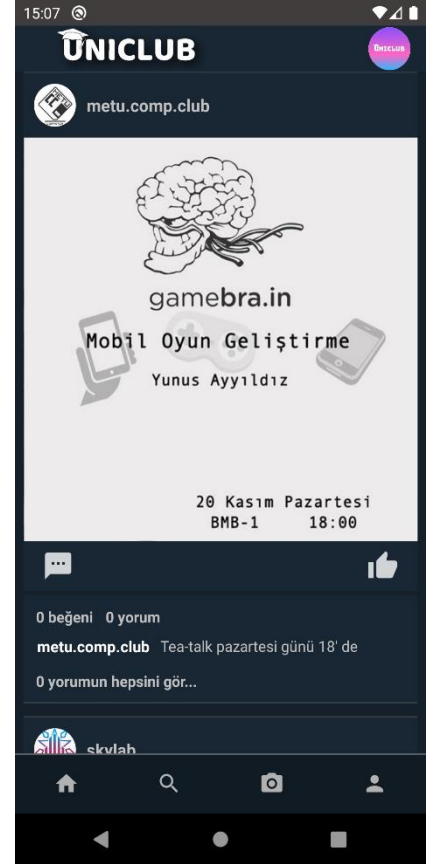 15:07
UNICLUB
UNICLUB
metu.comp.club
gamebra.in
Mobil Oyun Geliştirme
Yunus Ayyıldız
20 Kasım Pazartesi
BMB-1 18:00
0 beğeni 0 yorum
metu.comp.club Tea-talk pazartesi günü 18' de
0 yorumun hepsini gör...
skylab